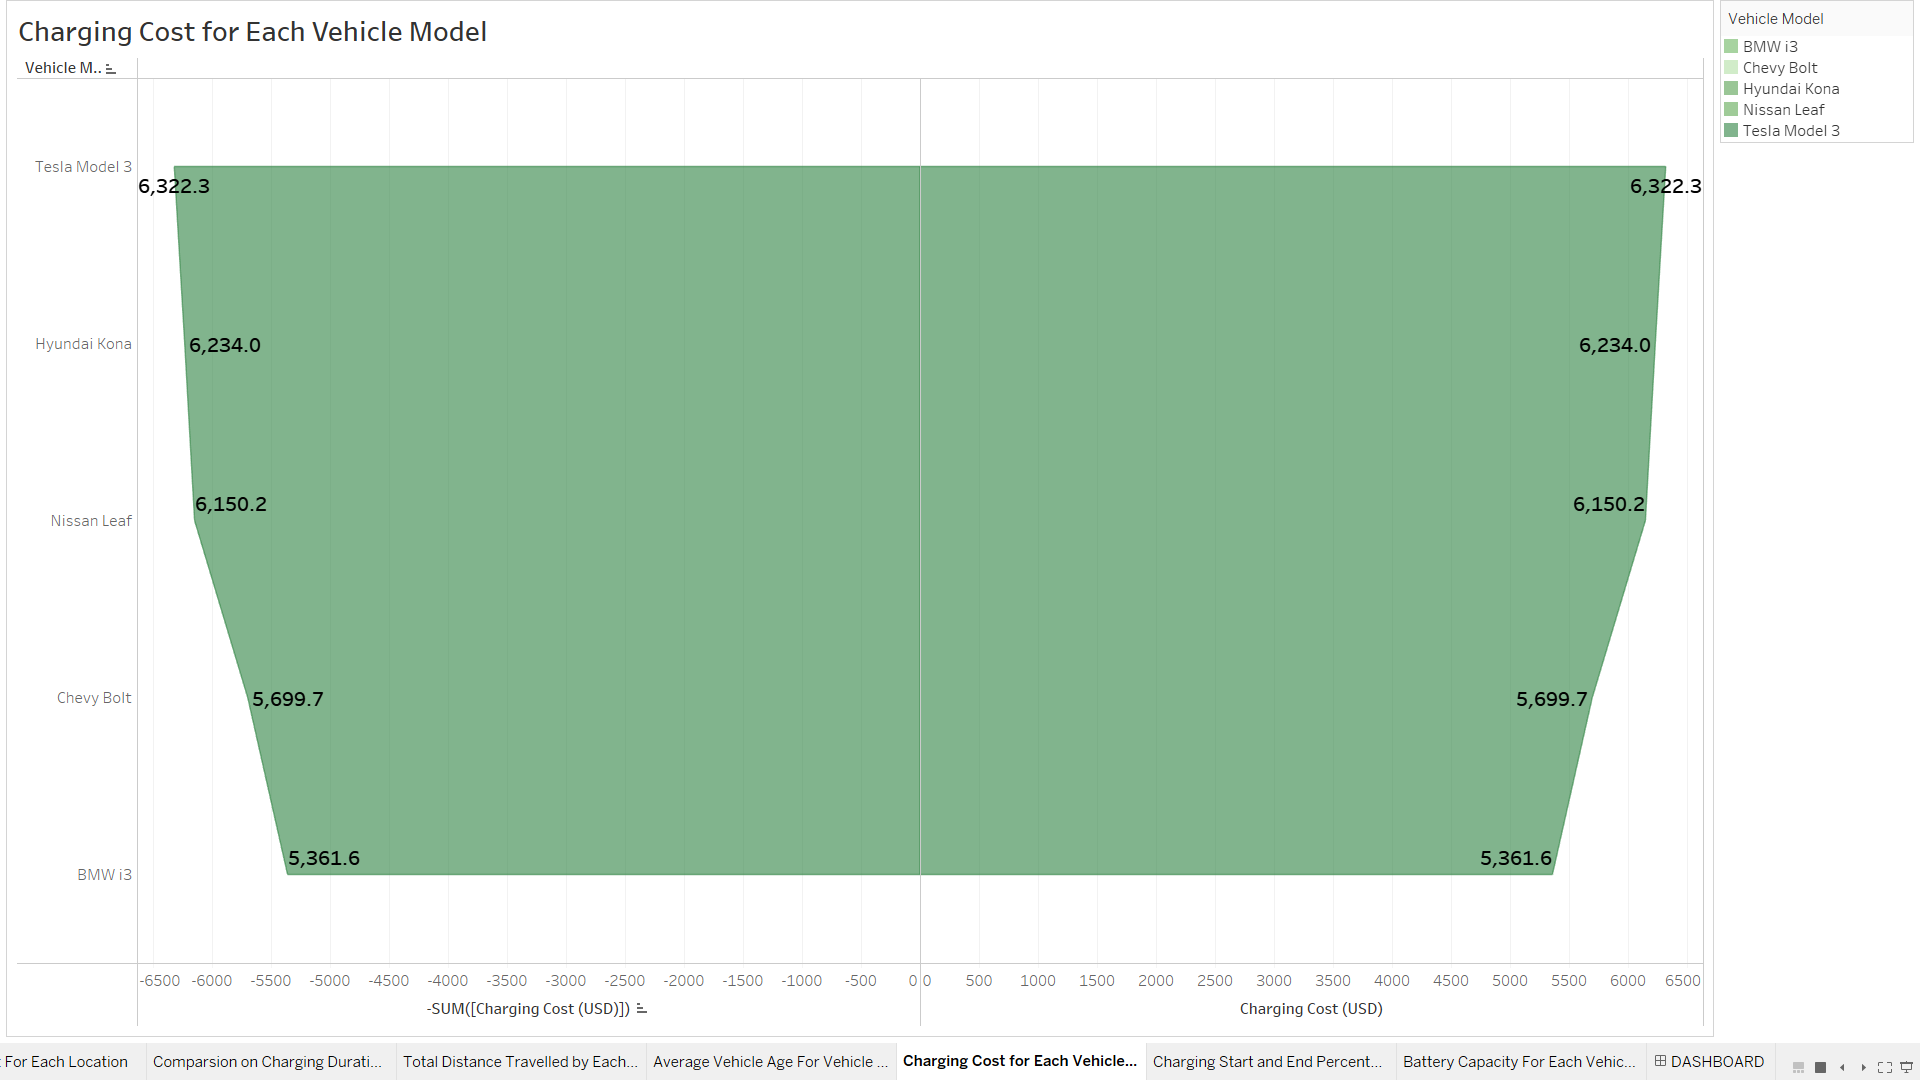 Charging Cost for Each Vehicle Model
Vehicle M..
Tesla Model 3
6,322.3
6,322.3
Hyundai Kona
6,234.0
6,234.0
Nissan Leaf
6,150.2
6,150.2
Chevy Bolt
5,699.7
5,699.7
BMW i3
5,361.6
5,361.6
-6500 -6000 -5500 -5000 -4500 -4000 -3500 -3000 -2500 -2000 -1500 -1000 -500 0 0 500 1000 1500 2000 2500 3000 3500 4000 4500 5000 5500 6000 6500
-SUM([Charging Cost (USD)])
Charging Cost (USD)
Vehicle Model
BMW i3
Chevy Bolt
Hyundai Kona
Nissan Leaf
Tesla Model 3
For Each Location
Comparsion on Charging Durati...
Total Distance Travelled by Each...
Average Vehicle Age For Vehicle ...
Charging Cost for Each Vehicle...
Charging Start and End Percent...
Battery Capacity For Each Vehic...
DASHBOARD